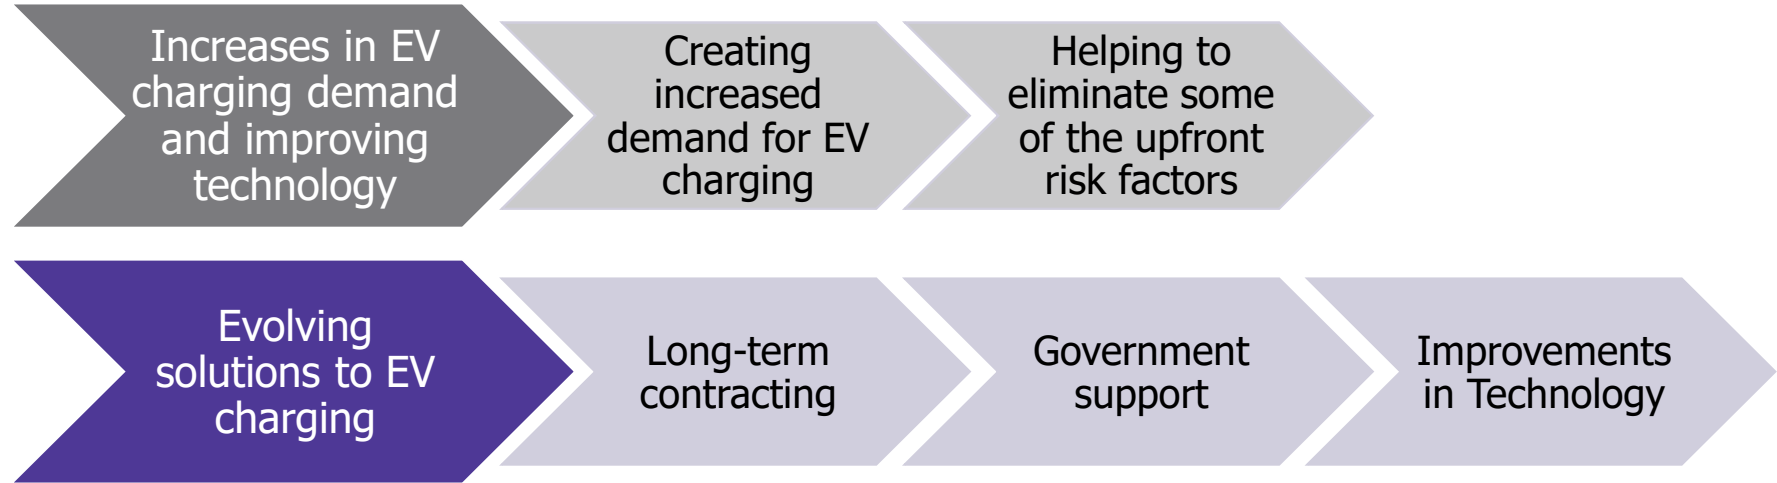 Increases in EV
charging demand
and improving
technology
Creating
increased
demand for EV
charging
Helping to
eliminate some
of the upfront
risk factors
Evolving
solutions to EV
charging
Long-term
contracting
Government
support
Improvements
in Technology